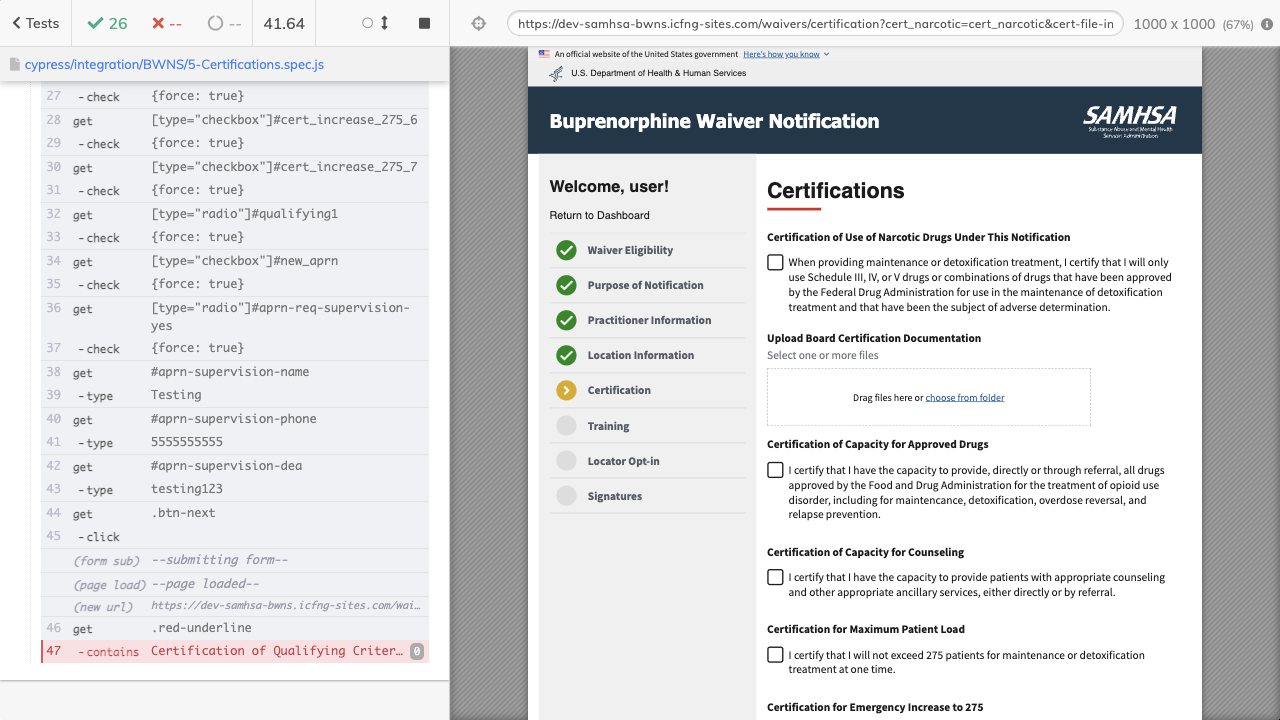 Tests
26
--
--
41.64
https://dev-samhsa-bwns.icfng-sites.com/waivers/certification?cert_narcotic=cert_narcotic&cert-file-in
1000 x 1000 (67%)
cypress/integration/BWNS/5-Certifications.spec.js
27 -check {force: true}
28 get [type="checkbox"]#cert_increase_275_6
29 -check {force: true}
30 get [type="checkbox"]#cert_increase_275_7
31 -check {force: true}
32 get [type="radio"]#qualifying1
33 -check {force: true}
34 get [type="checkbox"]#new_aprn
35 -check {force: true}
36 get [type="radio"]#aprn-req-supervision-
yes
37 -check {force: true}
38 get #aprn-supervision-name
39 -type Testing
40 get #aprn-supervision-phone
41 -type 5555555555
42 get #aprn-supervision-dea
43 -type testing123
44 get .btn-next
45 -click
(form sub) --submitting form--
(page load) --page loaded--
(new url) https://dev-samhsa-bwns.icfng-sites.com/wai…
46 get .red-underline
47 -contains Certification of Qualifying Criter… 0
An official website of the United States government Here's how you know
U.S. Department of Health & Human Services
Buprenorphine Waiver Notification
SAMHSA
Substance Abuse and Mental Health
Services Administration
Welcome, user!
Return to Dashboard
Waiver Eligibility
Purpose of Notification
Practitioner Information
Location Information
Certification
Training
Locator Opt-in
Signatures
Certifications
Certification of Use of Narcotic Drugs Under This Notification
When providing maintenance or detoxification treatment, I certify that I will only
use Schedule III, IV, or V drugs or combinations of drugs that have been approved
by the Federal Drug Administration for use in the maintenance of detoxification
treatment and that have been the subject of adverse determination.
Upload Board Certification Documentation
Select one or more files
Drag files here or choose from folder
Certification of Capacity for Approved Drugs
I certify that I have the capacity to provide, directly or through referral, all drugs
approved by the Food and Drug Administration for the treatment of opioid use
disorder, including for maintencance, detoxification, overdose reversal, and
relapse prevention.
Certification of Capacity for Counseling
I certify that I have the capacity to provide patients with appropriate counseling
and other appropriate ancillary services, either directly or by referral.
Certification for Maximum Patient Load
I certify that I will not exceed 275 patients for maintenance or detoxification
treatment at one time.
Certification for Emergency Increase to 275